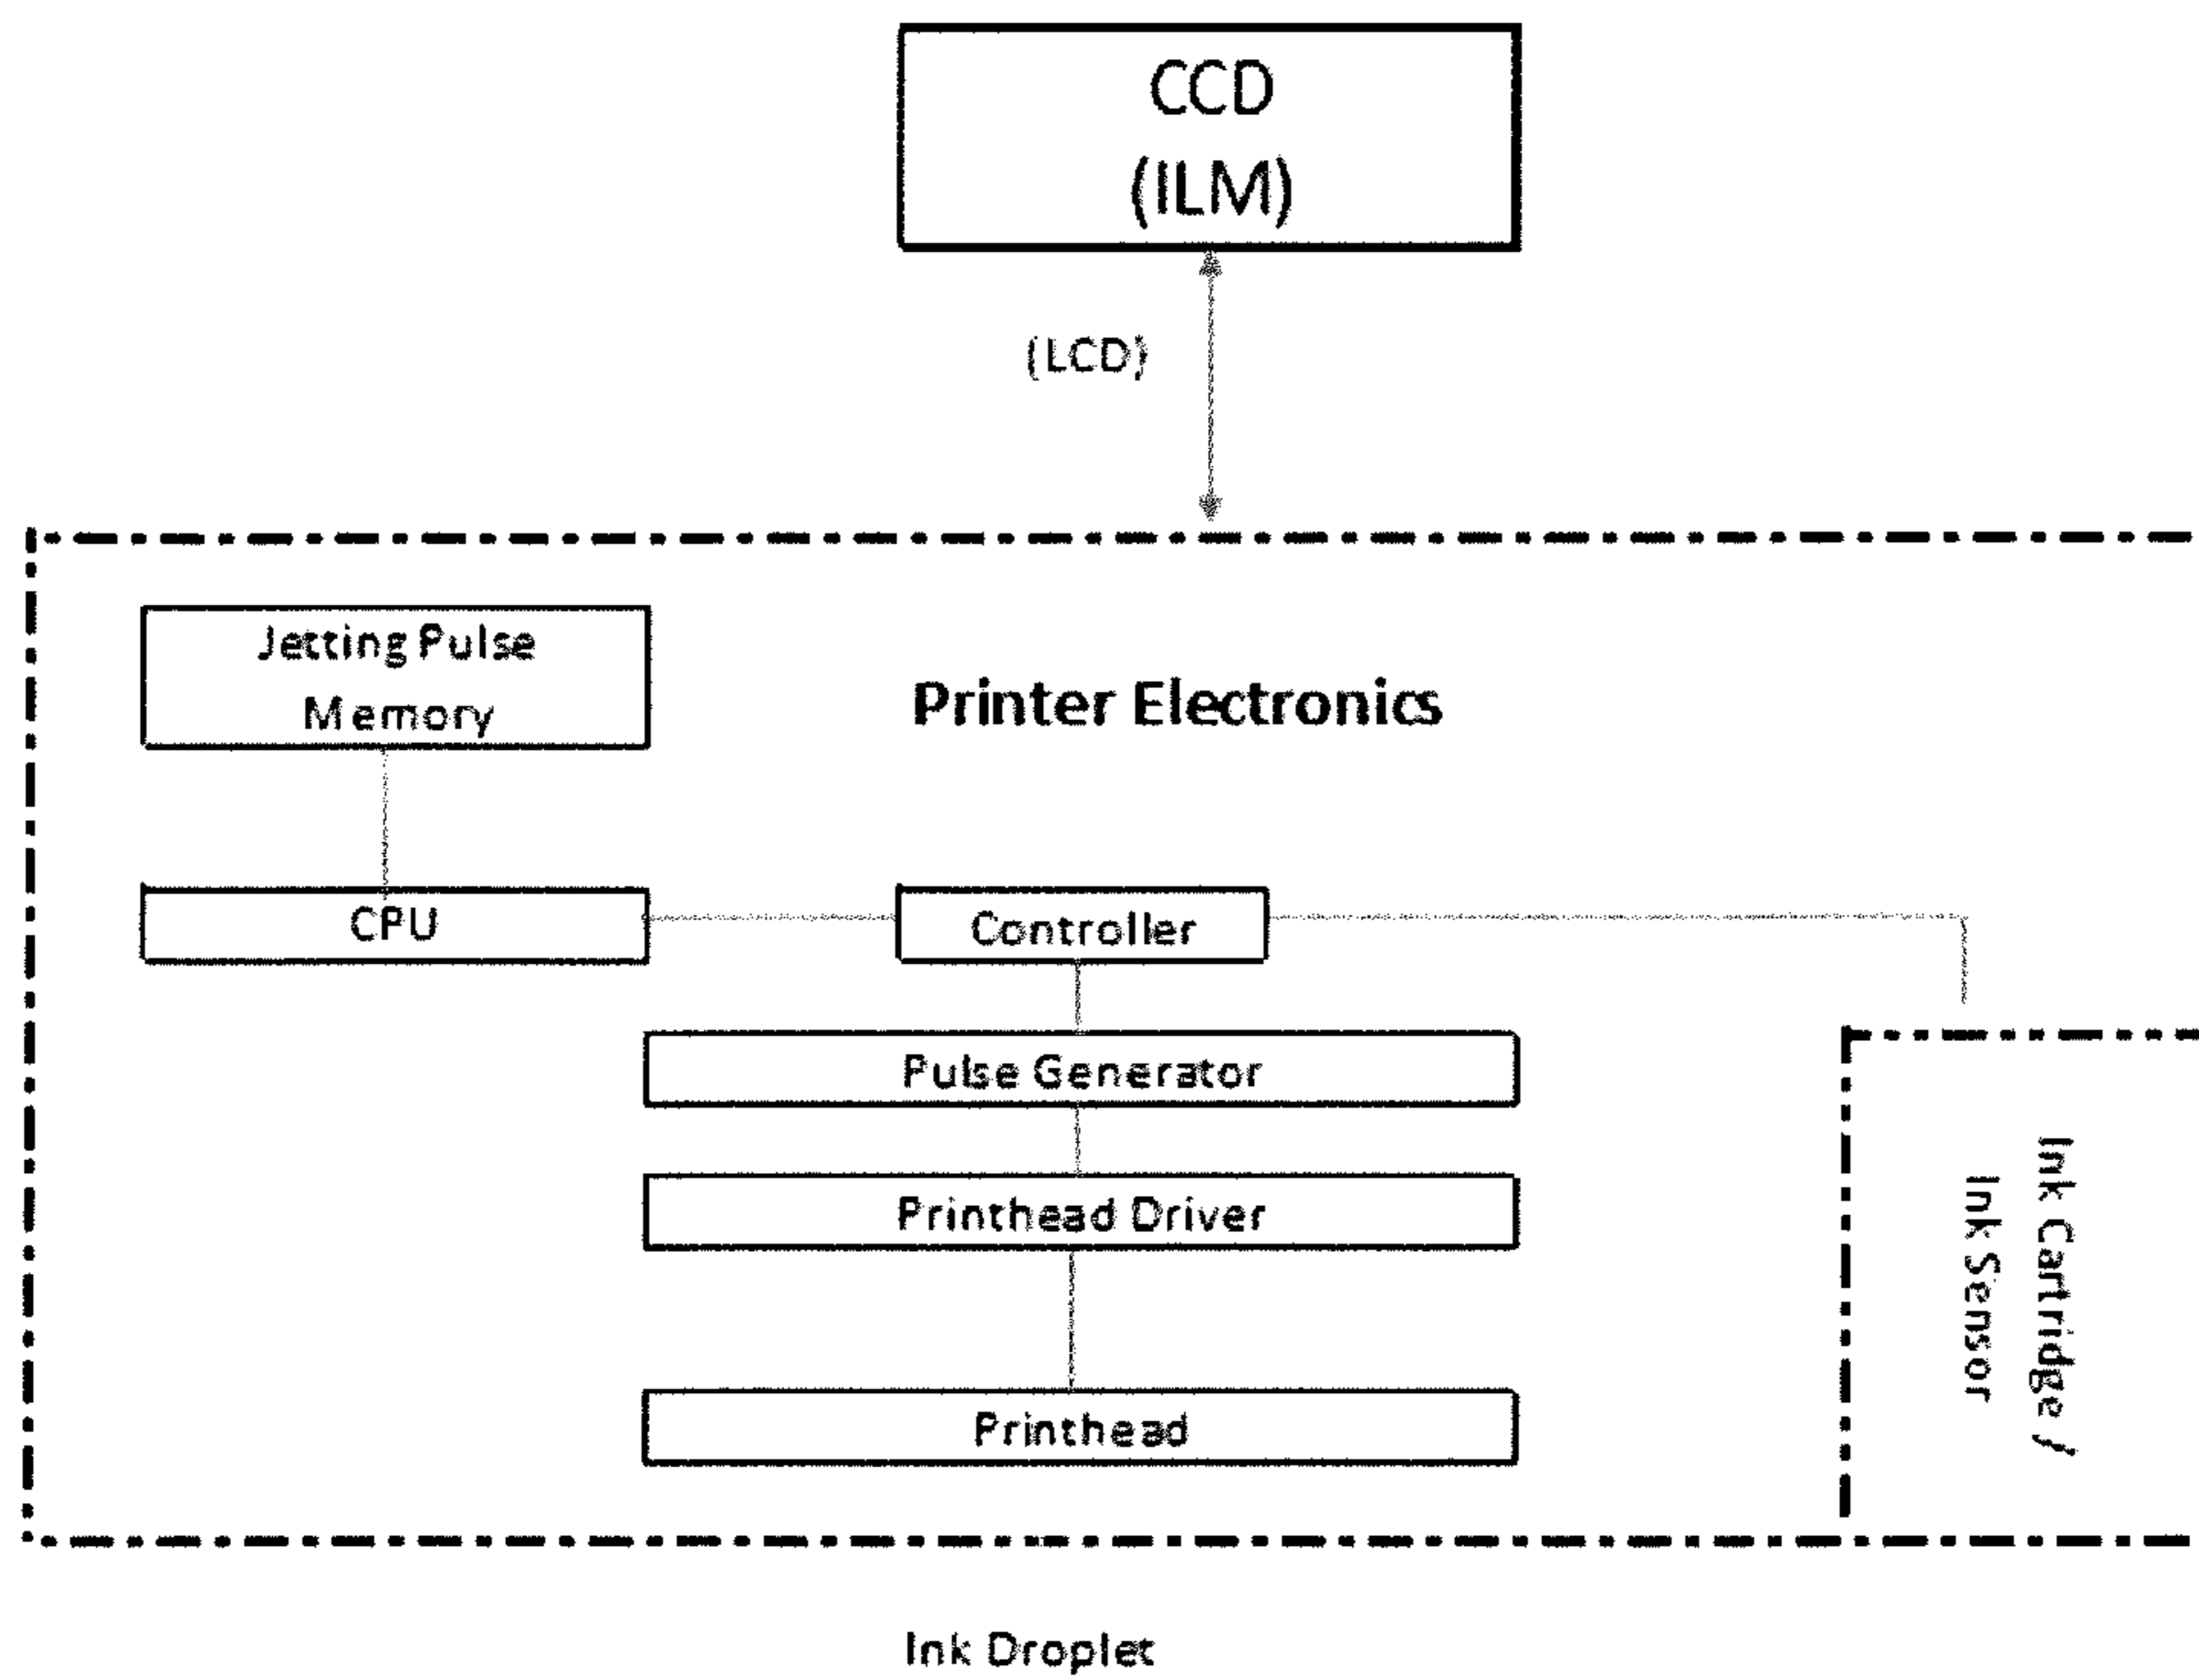 CCD
(ILM)
(LCD)
Jetting Pulse
Memory
Printer Electronics
CPU
Controller
Pulse Generator
Printhead Driver
Printhead
Ink Cartridge /
Ink Sensor
Ink Droplet